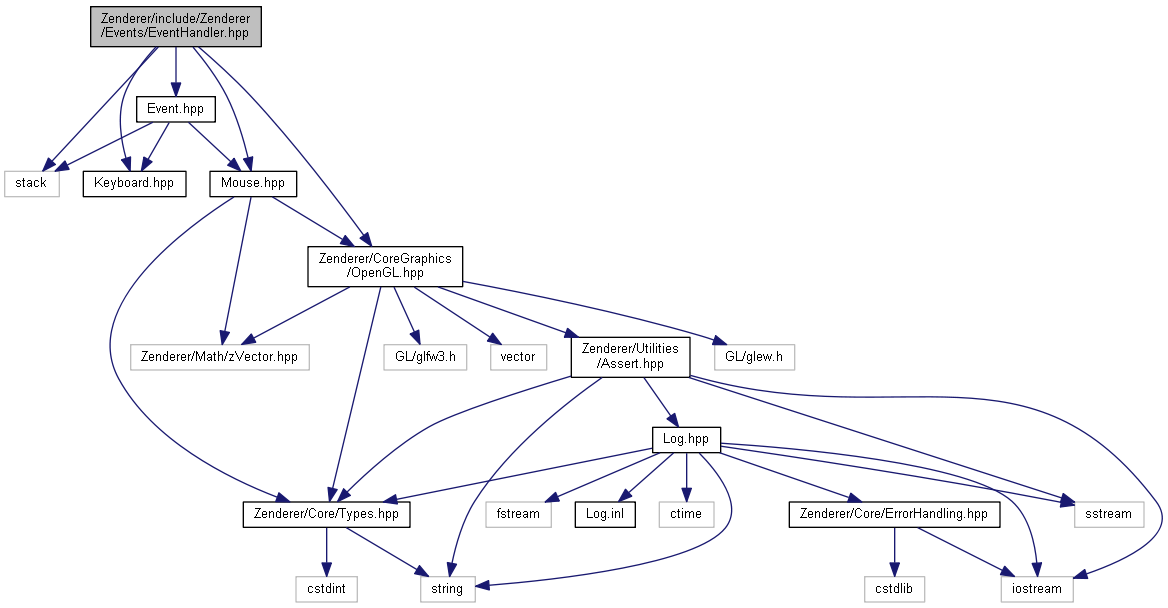 Zenderer/include/Zenderer
/Events/EventHandler.hpp
Event.hpp
stack
Keyboard.hpp
Mouse.hpp
Zenderer/CoreGraphics
/OpenGL.hpp
Zenderer/Math/zVector.hpp
GL/glfw3.h
vector
Zenderer/Utilities
/Assert.hpp
GL/glew.h
Log.hpp
Zenderer/Core/Types.hpp
fstream
Log.inl
ctime
Zenderer/Core/ErrorHandling.hpp
sstream
cstdint
string
cstdlib
iostream